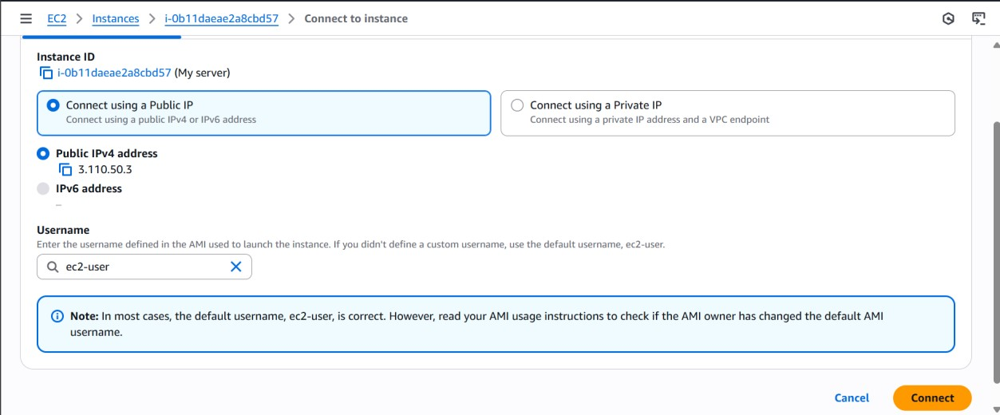 EC2 > Instances > i-0b11daeae2a8cbd57 > Connect to instance
Instance ID
i-0b11daeae2a8cbd57 (My server)
Connect using a Public IP
Connect using a public IPv4 or IPv6 address
Connect using a Private IP
Connect using a private IP address and a VPC endpoint
Public IPv4 address
3.110.50.3
IPv6 address
–
Username
Enter the username defined in the AMI used to launch the instance. If you didn't define a custom username, use the default username, ec2-user.
ec2-user
Note: In most cases, the default username, ec2-user, is correct. However, read your AMI usage instructions to check if the AMI owner has changed the default AMI
username.
Cancel
Connect